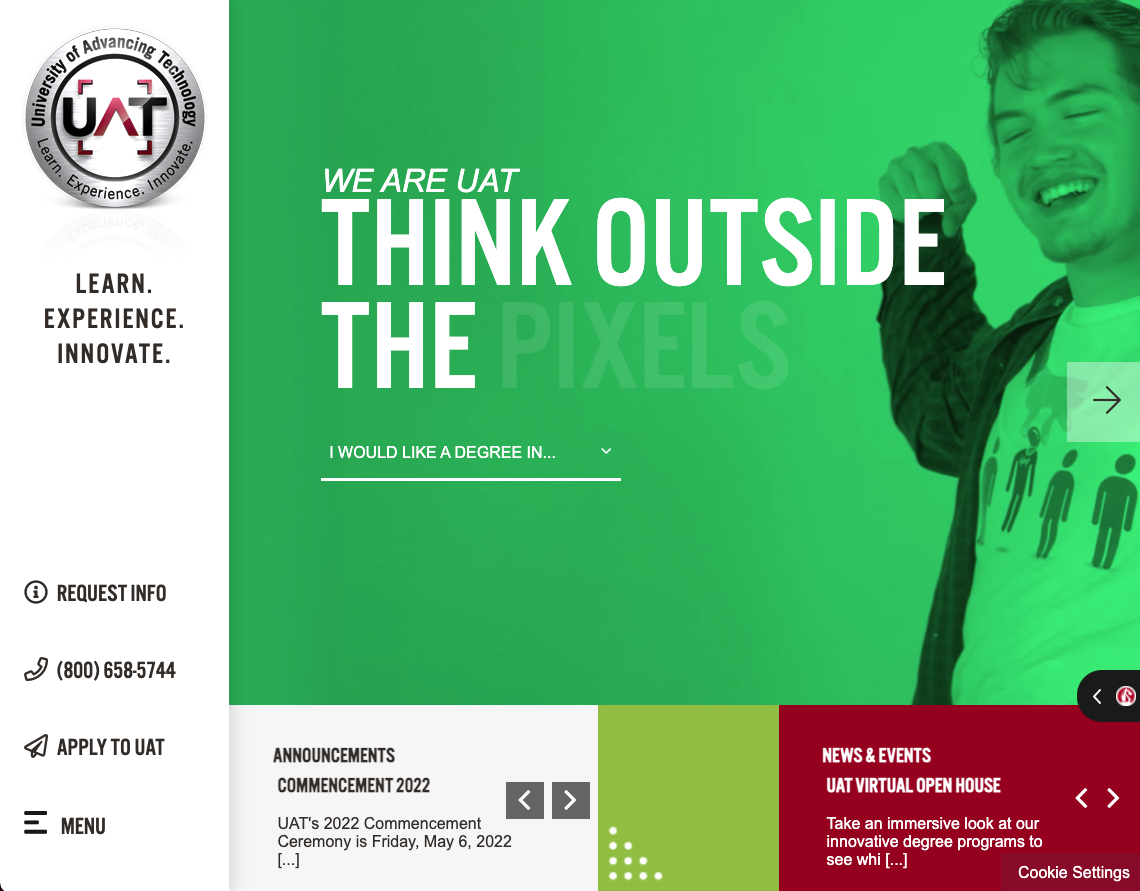 University of Advancing Technology
UAT
Learn. Experience. Innovate.
LEARN.
EXPERIENCE.
INNOVATE.
REQUEST INFO
(800) 658-5744
APPLY TO UAT
MENU
WE ARE UAT
THINK OUTSIDE
THE PIXELS
I WOULD LIKE A DEGREE IN...
ANNOUNCEMENTS
COMMENCEMENT 2022
UAT's 2022 Commencement
Ceremony is Friday, May 6, 2022
[...]
NEWS & EVENTS
UAT VIRTUAL OPEN HOUSE
Take an immersive look at our
innovative degree programs to
see whi [...]
Cookie Settings